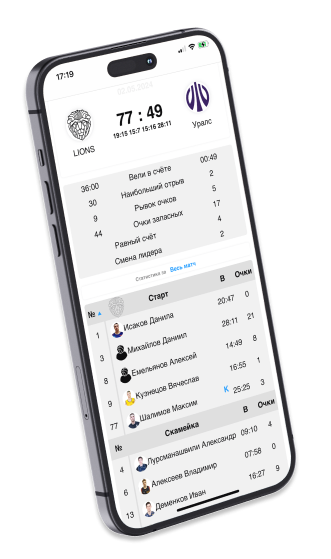 17:19
77 : 49
19:15 15:7 15:16 28:11
LIONS
Уралс
36:00 Вели в счёте 00:49
30 Наибольший отрыв 2
9 Рывок очков 5
44 Очки запасных 17
Равный счёт 4
Смена лидера 2
Статистика за Весь матч
№ Старт В Очки
1 Исаков Данила 20:47 0
3 Михайлов Даниил 28:11 21
8 Емельянов Алексей 14:49 8
9 Кузнецов Вячеслав 16:55 1
77 Шалимов Максим К 25:25 3
№ Скамейка В Очки
4 Пурсманашвили Александр 09:10 4
6 Алексеев Владимир 07:58 0
13 Деменков Иван 16:27 9